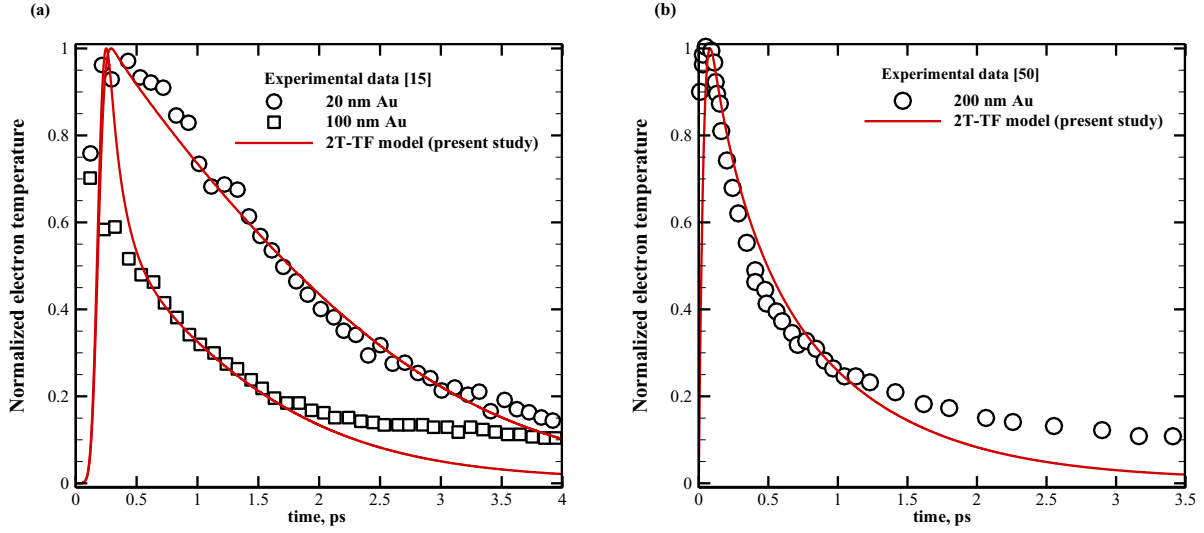 (a)
Normalized electron temperature
1
0.8
0.6
0.4
0.2
0
Experimental data [15]
20 nm Au
100 nm Au
2T-TF model (present study)
0 0.5 1 1.5 2 2.5 3 3.5 4
time, ps
(b)
Normalized electron temperature
1
0.8
0.6
0.4
0.2
0
Experimental data [50]
200 nm Au
2T-TF model (present study)
0 0.5 1 1.5 2 2.5 3 3.5
time, ps